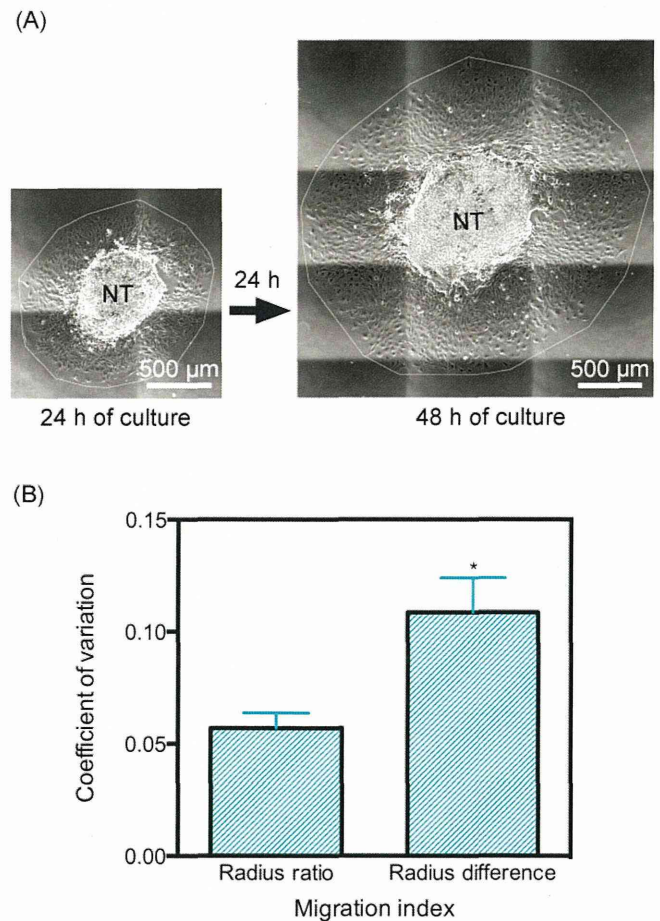 (A)
NT
500 µm
24 h of culture
24 h
NT
500 µm
48 h of culture
(B)
Coefficient of variation
0.15
0.10
0.05
0.00
*
Radius ratio
Radius difference
Migration index